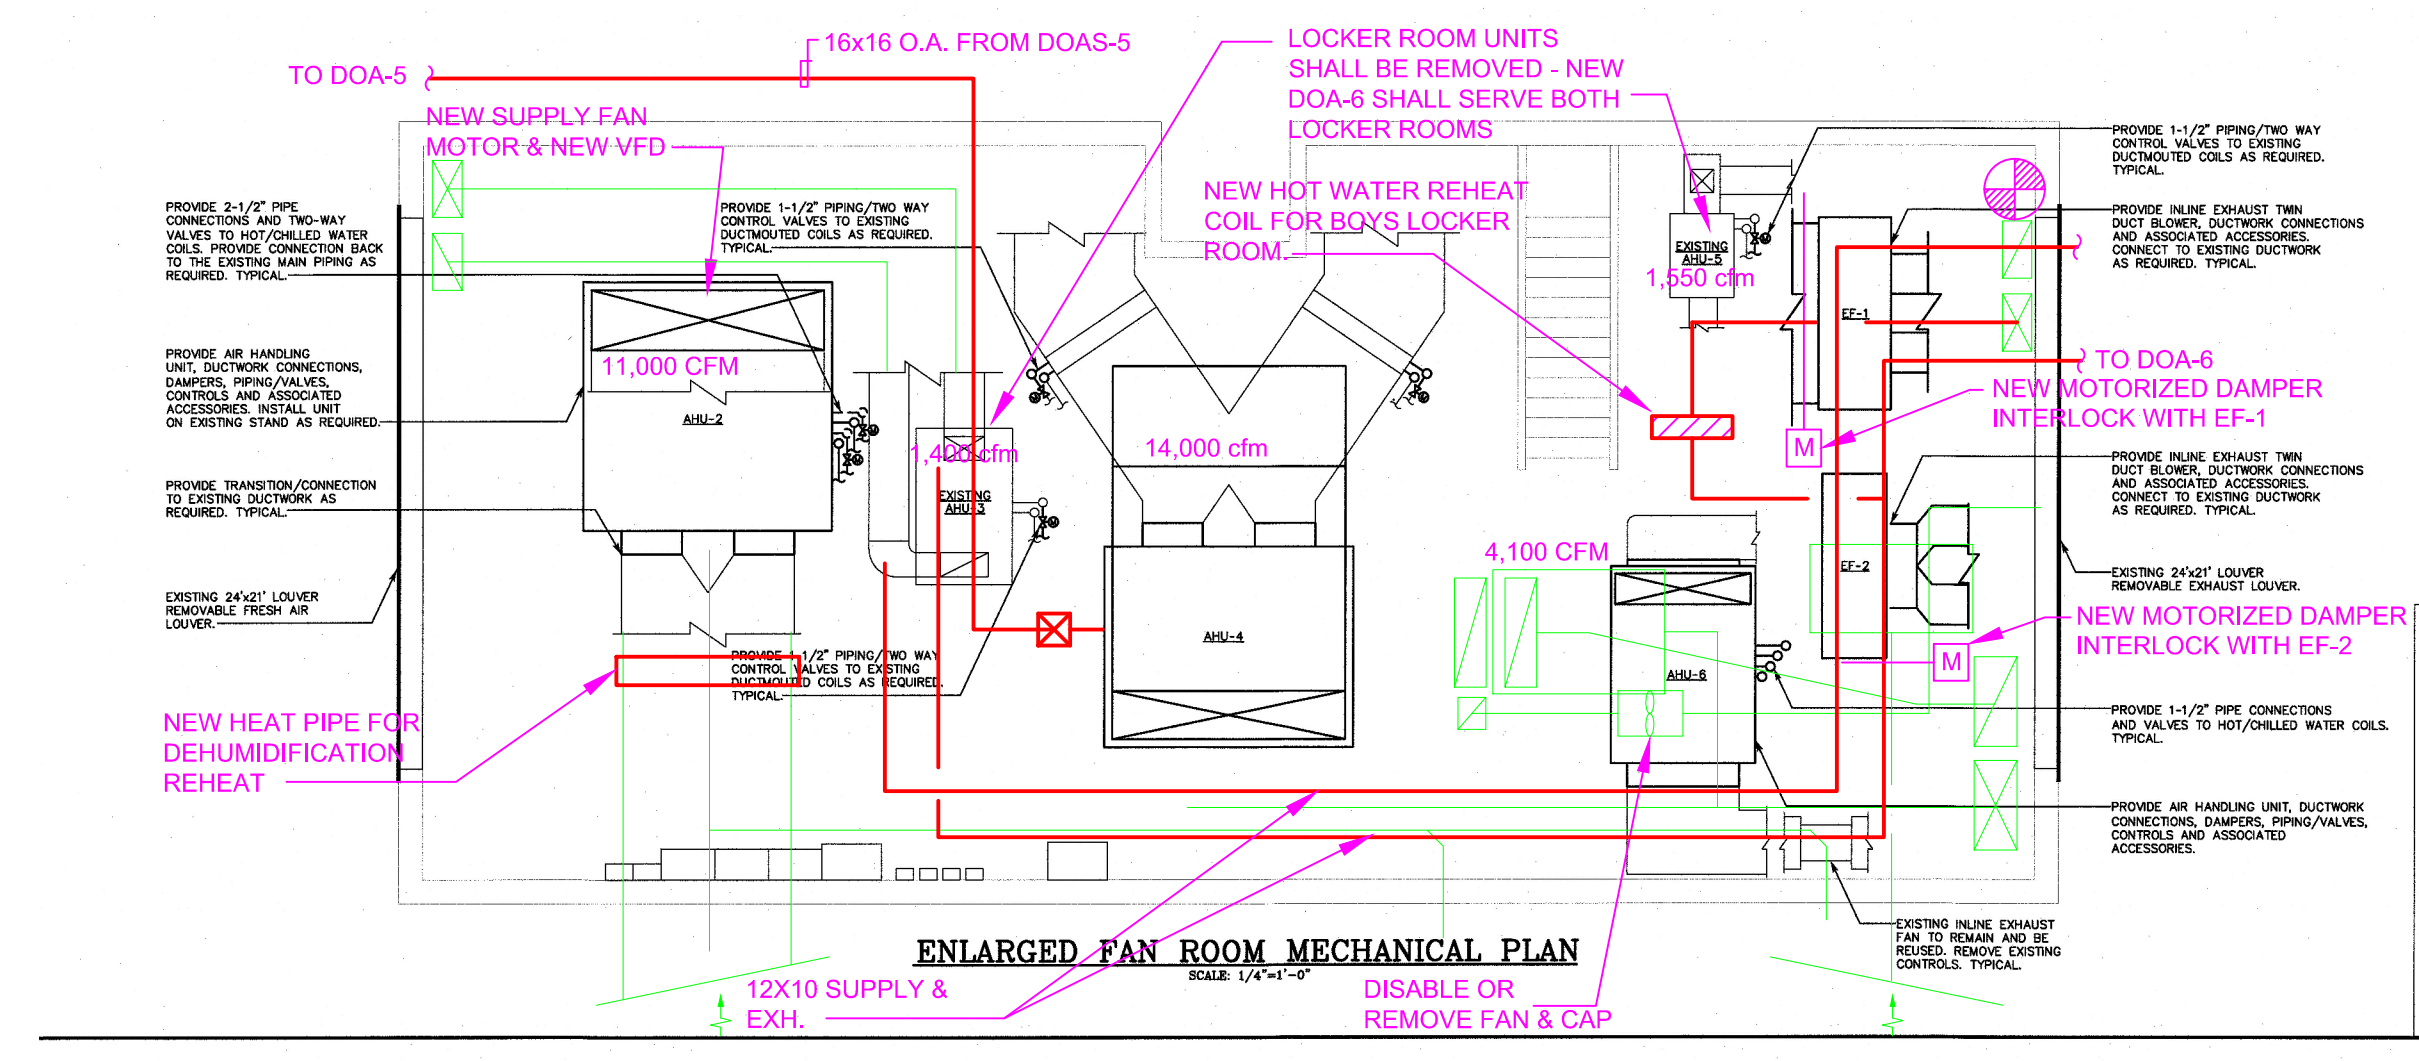 16x16 O.A. FROM DOAS-5
TO DOA-5
LOCKER ROOM UNITS
SHALL BE REMOVED - NEW
DOA-6 SHALL SERVE BOTH
LOCKER ROOMS
NEW SUPPLY FAN
MOTOR & NEW VFD
PROVIDE 2-1/2" PIPE
CONNECTIONS AND TWO-WAY
VALVES TO HOT/CHILLED WATER
COILS. PROVIDE CONNECTION BACK
TO THE EXISTING MAIN PIPING AS
REQUIRED. TYPICAL.
PROVIDE 1-1/2" PIPING/TWO WAY
CONTROL VALVES TO EXISTING
DUCTMOUTED COILS AS REQUIRED.
TYPICAL.
NEW HOT WATER REHEAT
COIL FOR BOYS LOCKER
ROOM.
EXISTING
AHU-5
1,550 cfm
PROVIDE 1-1/2" PIPING/TWO WAY
CONTROL VALVES TO EXISTING
DUCTMOUTED COILS AS REQUIRED.
TYPICAL.
PROVIDE INLINE EXHAUST TWIN
DUCT BLOWER, DUCTWORK CONNECTIONS
AND ASSOCIATED ACCESSORIES.
CONNECT TO EXISTING DUCTWORK
AS REQUIRED. TYPICAL.
EF-1
TO DOA-6
NEW MOTORIZED DAMPER
INTERLOCK WITH EF-1
M
PROVIDE AIR HANDLING
UNIT, DUCTWORK CONNECTIONS,
DAMPERS, PIPING/VALVES,
CONTROLS AND ASSOCIATED
ACCESSORIES. INSTALL UNIT
ON EXISTING STAND AS REQUIRED.
11,000 CFM
AHU-2
1,400 cfm
EXISTING
AHU-3
14,000 cfm
AHU-4
PROVIDE TRANSITION/CONNECTION
TO EXISTING DUCTWORK AS
REQUIRED. TYPICAL.
PROVIDE INLINE EXHAUST TWIN
DUCT BLOWER, DUCTWORK CONNECTIONS
AND ASSOCIATED ACCESSORIES.
CONNECT TO EXISTING DUCTWORK
AS REQUIRED. TYPICAL.
4,100 CFM
EF-2
EXISTING 24'x21' LOUVER
REMOVABLE EXHAUST LOUVER.
EXISTING 24'x21' LOUVER
REMOVABLE FRESH AIR
LOUVER.
NEW MOTORIZED DAMPER
INTERLOCK WITH EF-2
M
AHU-6
PROVIDE 1-1/2" PIPING/TWO WAY
CONTROL VALVES TO EXISTING
DUCTMOUTED COILS AS REQUIRED.
TYPICAL.
NEW HEAT PIPE FOR
DEHUMIDIFICATION
REHEAT
PROVIDE 1-1/2" PIPE CONNECTIONS
AND VALVES TO HOT/CHILLED WATER COILS.
TYPICAL.
PROVIDE AIR HANDLING UNIT, DUCTWORK
CONNECTIONS, DAMPERS, PIPING/VALVES,
CONTROLS AND ASSOCIATED
ACCESSORIES.
EXISTING INLINE EXHAUST
FAN TO REMAIN AND BE
REUSED. REMOVE EXISTING
CONTROLS. TYPICAL.
ENLARGED FAN ROOM MECHANICAL PLAN
SCALE: 1/4"=1'-0"
12X10 SUPPLY &
EXH.
DISABLE OR
REMOVE FAN & CAP